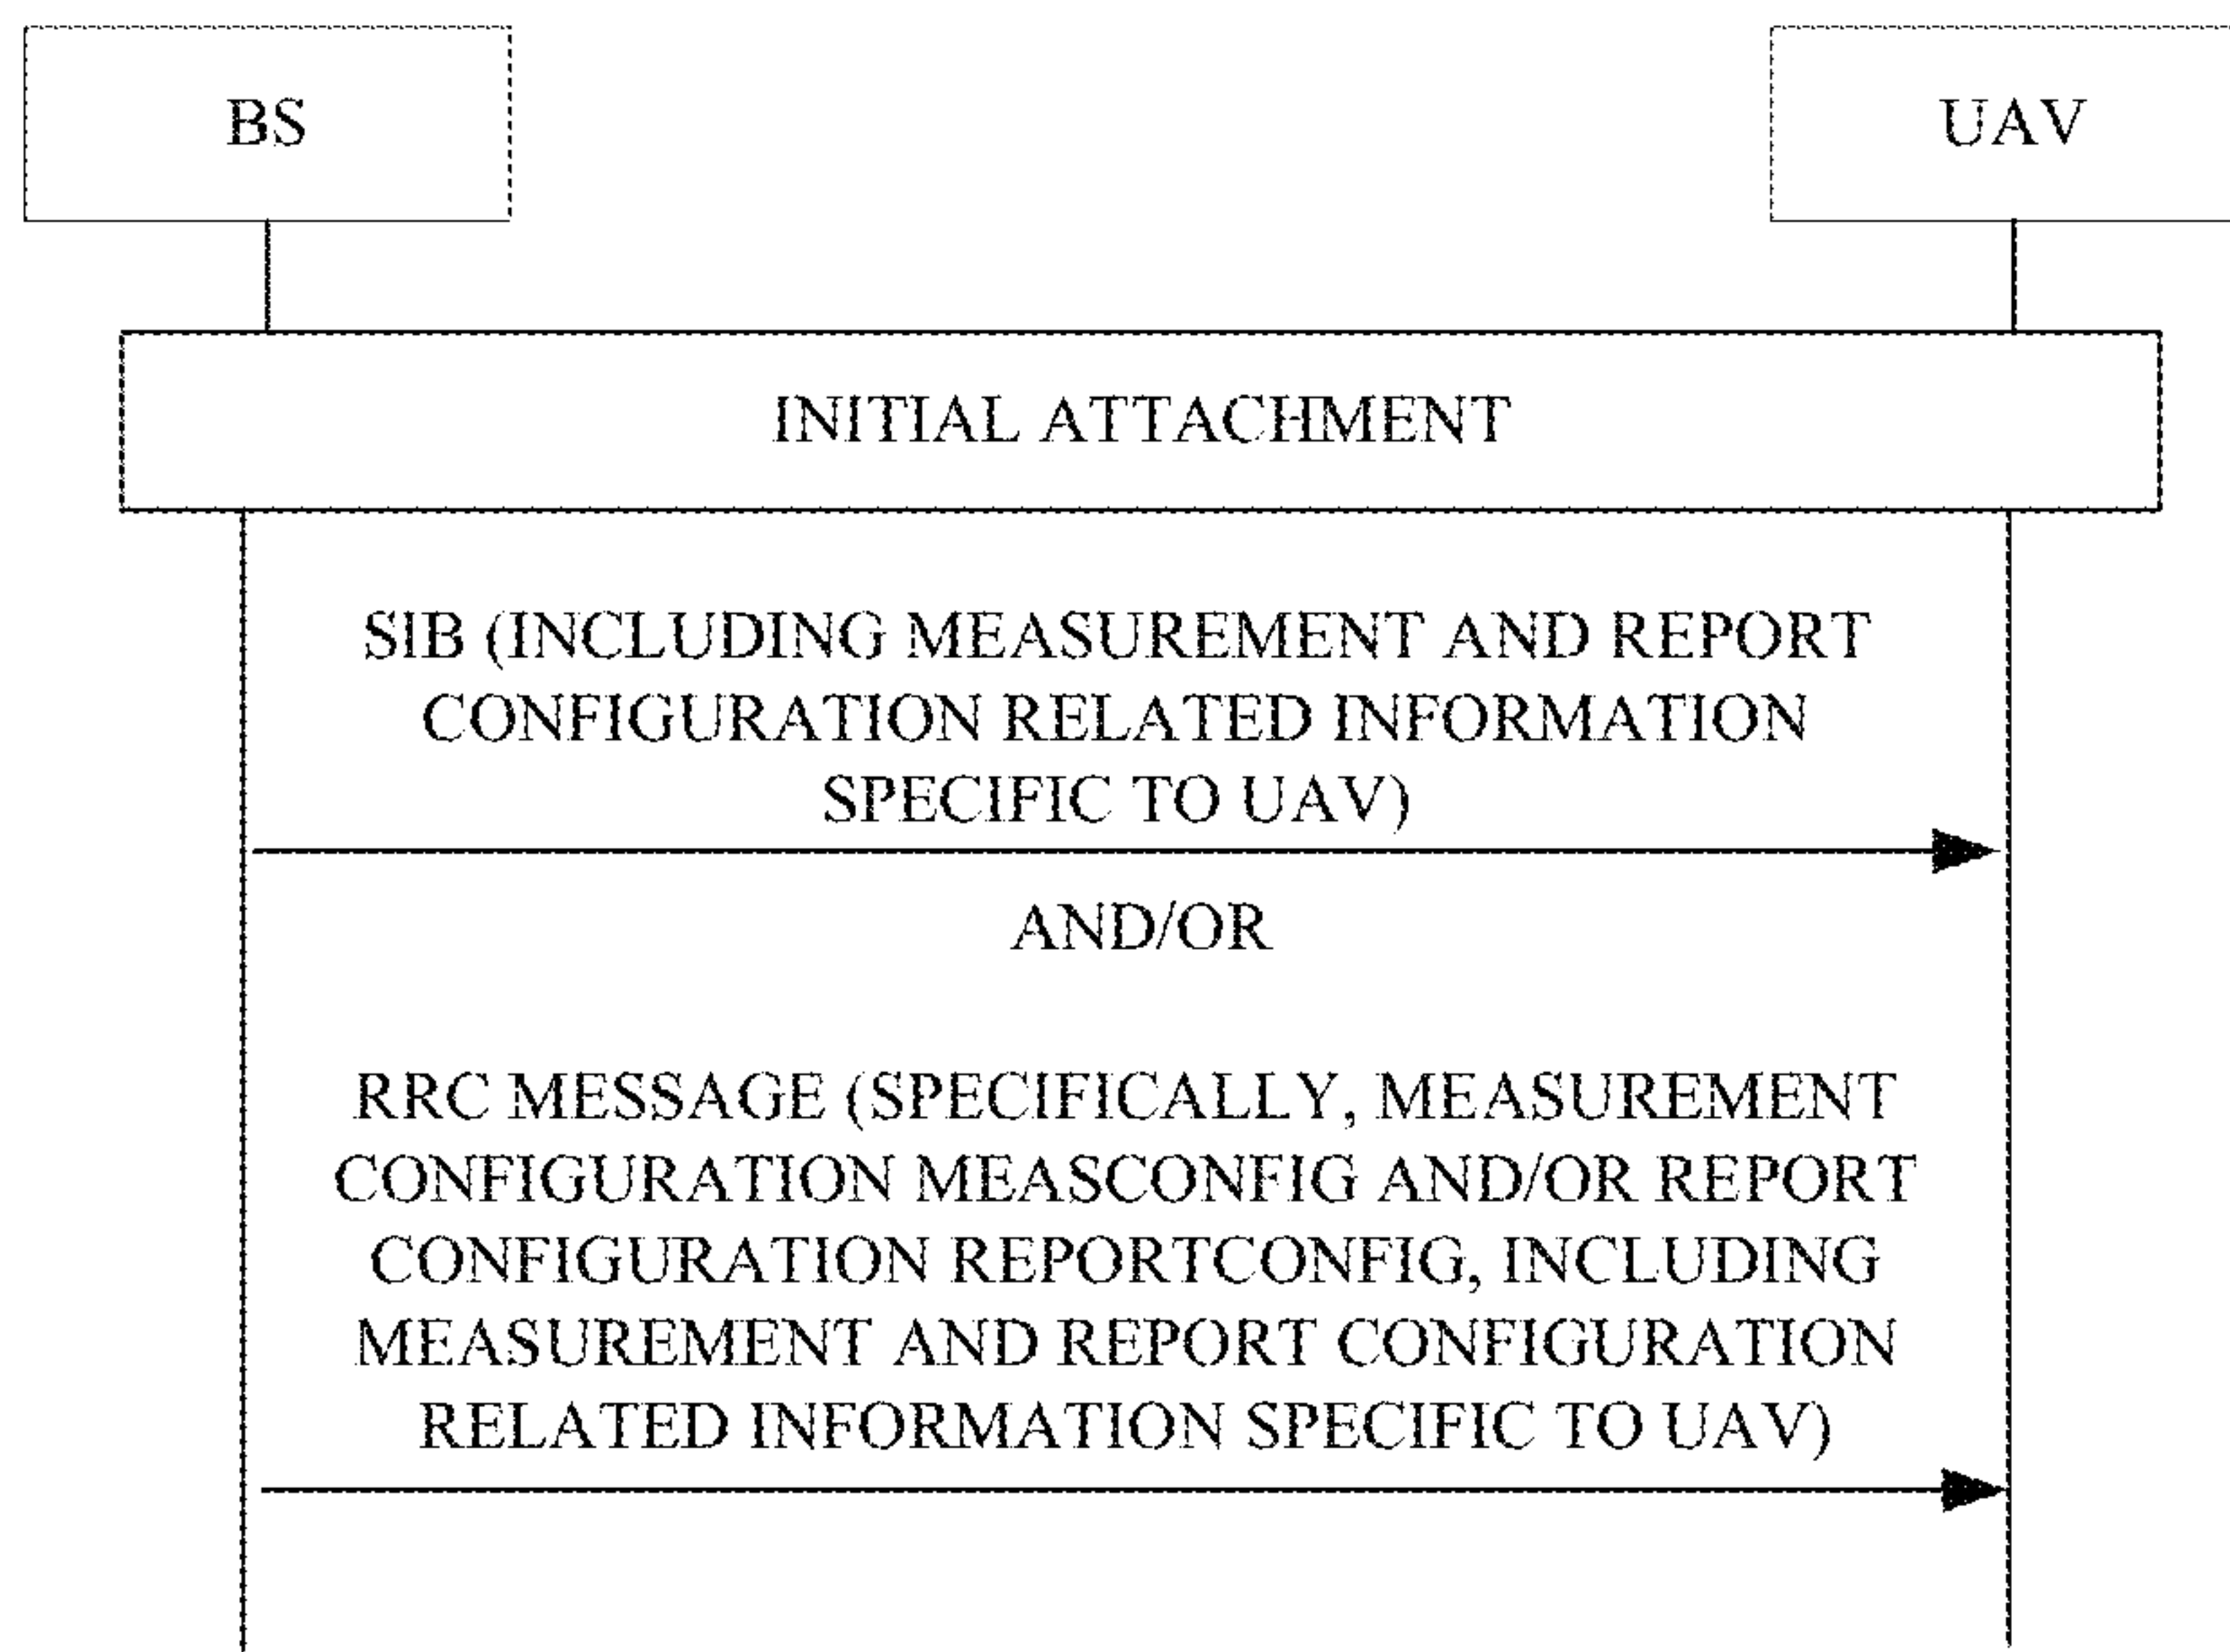 BS
UAV
INITIAL ATTACHMENT
SIB (INCLUDING MEASUREMENT AND REPORT
CONFIGURATION RELATED INFORMATION
SPECIFIC TO UAV)
AND/OR
RRC MESSAGE (SPECIFICALLY, MEASUREMENT
CONFIGURATION MEASCONFIG AND/OR REPORT
CONFIGURATION REPORTCONFIG, INCLUDING
MEASUREMENT AND REPORT CONFIGURATION
RELATED INFORMATION SPECIFIC TO UAV)